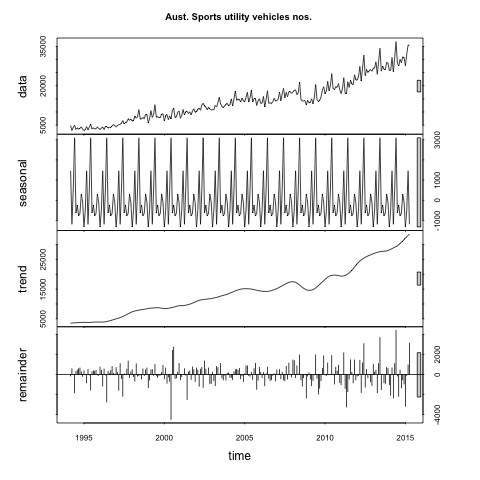 Aust. Sports utility vehicles nos.
data
5000 20000 35000
seasonal
-1000 0 1000 3000
trend
5000 15000 25000
remainder
-4000 0 2000
1995 2000 2005 2010 2015
time